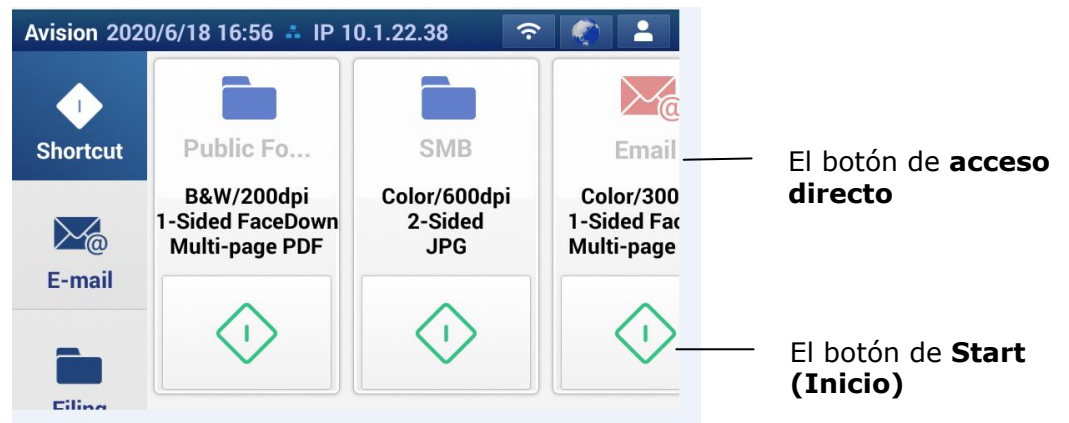 Avision 2020/6/18 16:56 IP 10.1.22.38
Shortcut
E-mail
Filing
Public Fo...
B&W/200dpi
1-Sided FaceDown
Multi-page PDF
SMB
Color/600dpi
2-Sided
JPG
Email
Color/300
1-Sided Fac
Multi-page
El botón de acceso
directo
El botón de Start
(Inicio)